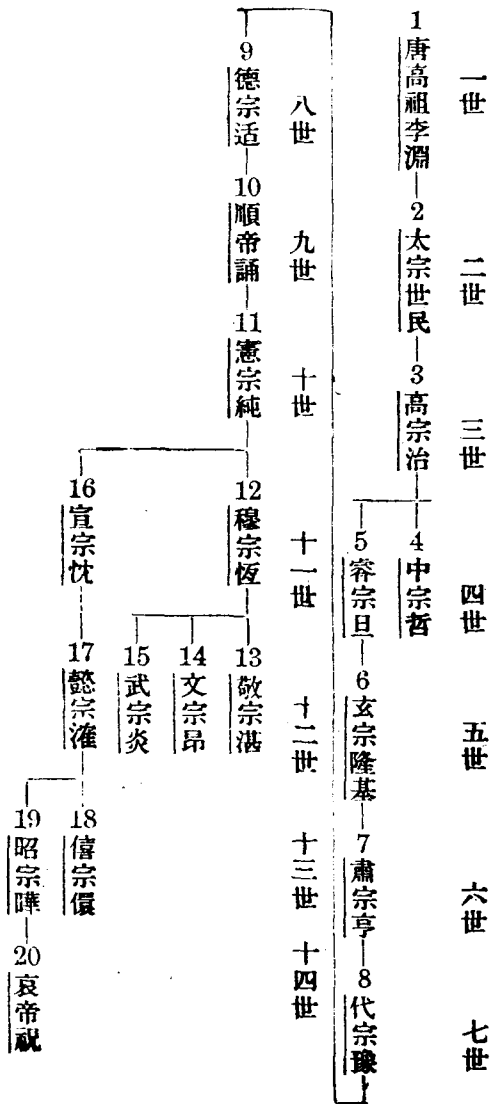 一世 二世 三世 四世 五世 六世 七世
1 唐高祖李淵 2 太宗世民 3 高宗治 4 中宗哲
5 睿宗旦 6 玄宗隆基 7 肅宗亨 8 代宗豫
八世 九世 十世 十一世 十二世 十三世 十四世
9 德宗适 10 順帝誦 11 憲宗純 12 穆宗恆 13 敬宗湛
14 文宗昂
15 武宗炎
16 宣宗忱 17 懿宗漼 18 僖宗儇
19 昭宗曄 20 哀帝祝